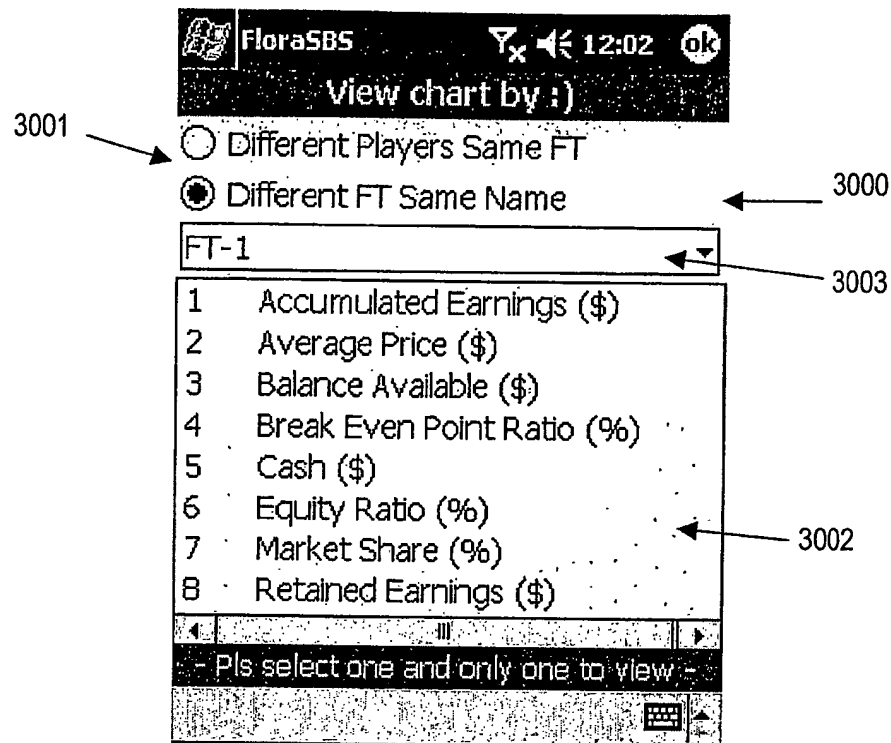 FloraSBS 12:02 ok
View chart by :)
3001
Different Players Same FT
Different FT Same Name
3000
FT-1
3003
1 Accumulated Earnings ($)
2 Average Price ($)
3 Balance Available ($)
4 Break Even Point Ratio (%)
5 Cash ($)
6 Equity Ratio (%)
7 Market Share (%)
8 Retained Earnings ($)
3002
- Pls select one and only one to view -